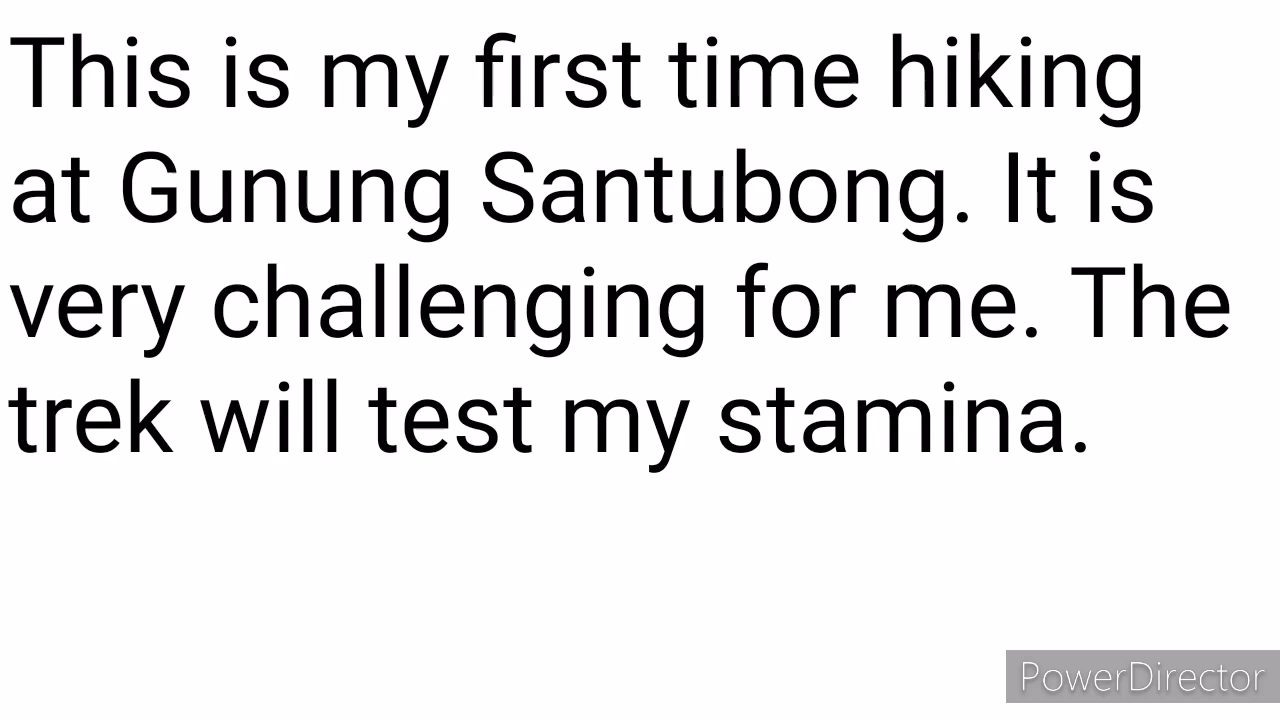 This is my first time hiking
at Gunung Santubong. It is
very challenging for me. The
trek will test my stamina.
PowerDirector